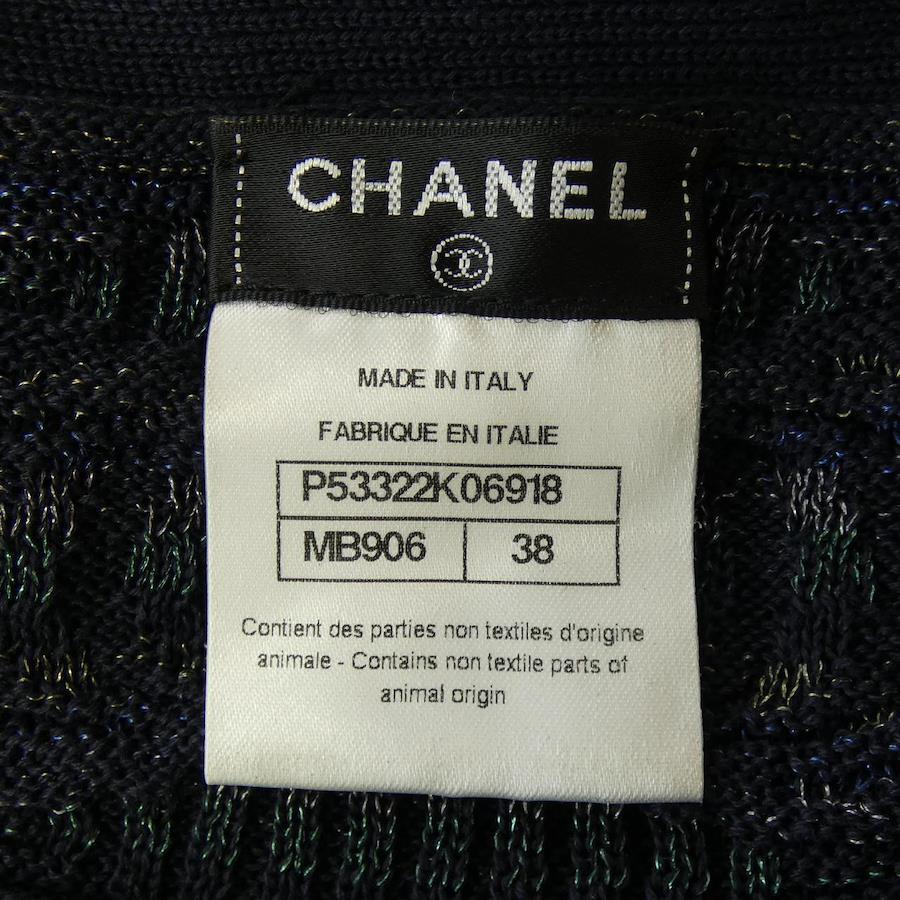 CHANEL
MADE IN ITALY
FABRIQUE EN ITALIE
P53322K06918
MB906 38
Contient des parties non textiles d'origine
animale - Contains non textile parts of
animal origin